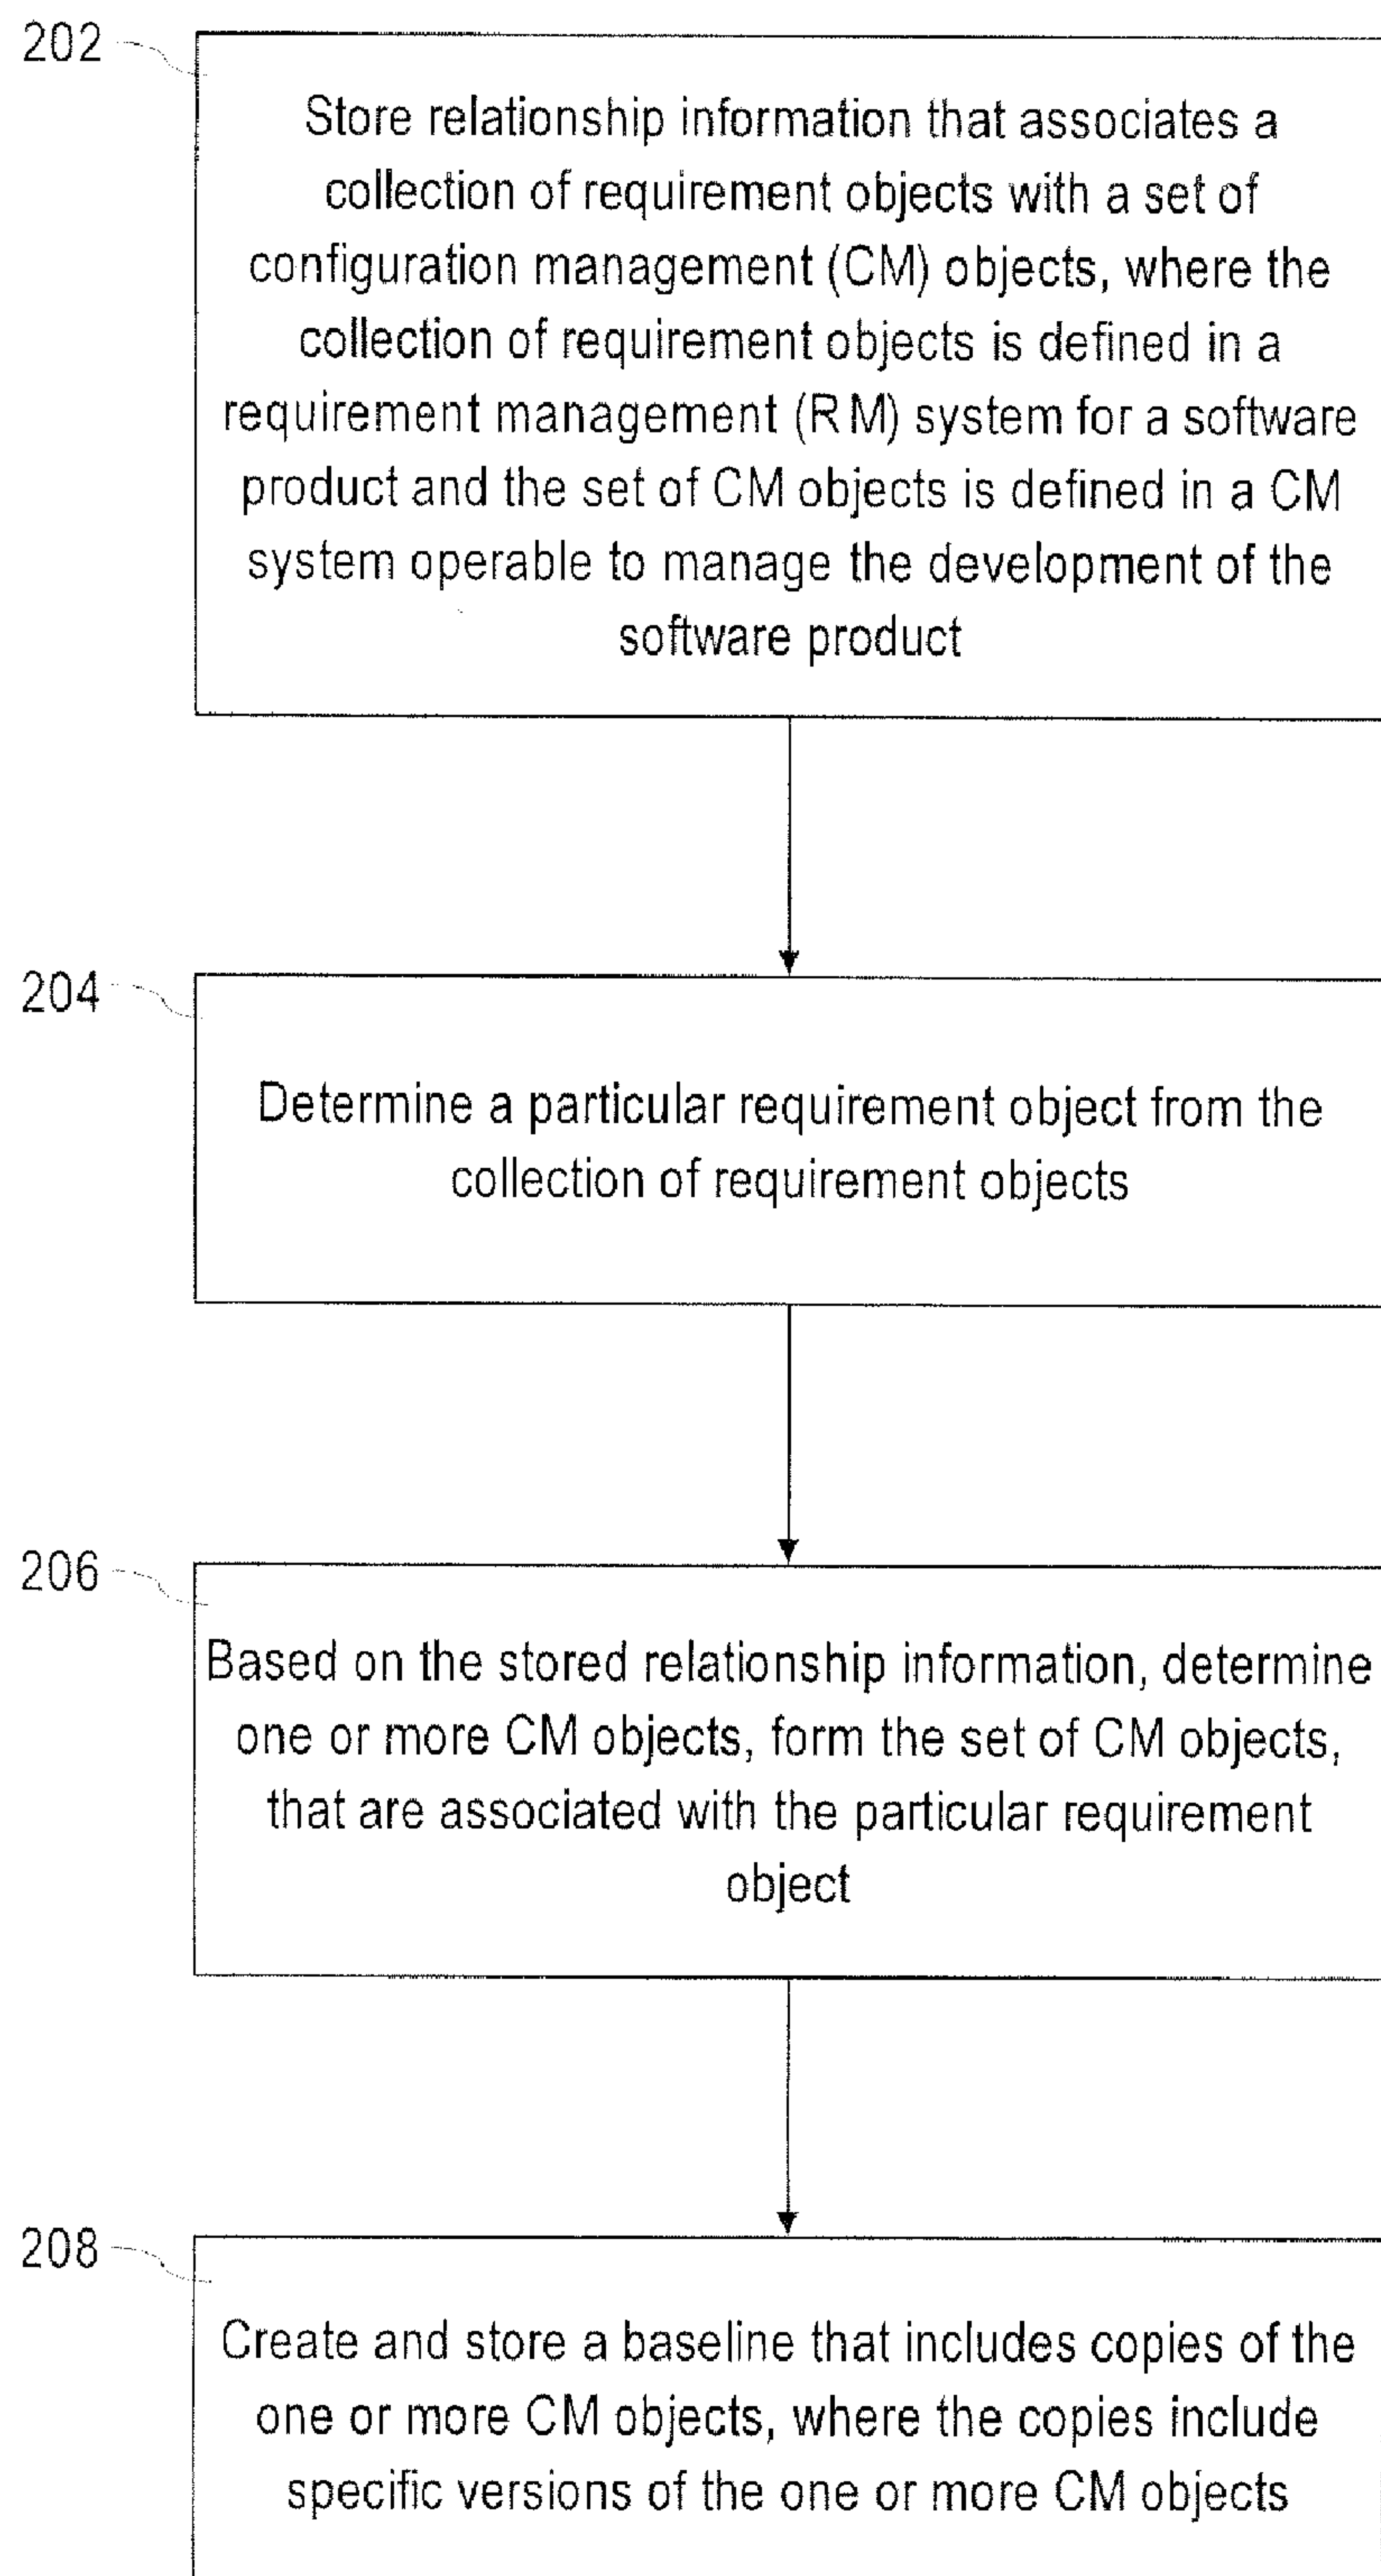 202
Store relationship information that associates a
collection of requirement objects with a set of
configuration management (CM) objects, where the
collection of requirement objects is defined in a
requirement management (RM) system for a software
product and the set of CM objects is defined in a CM
system operable to manage the development of the
software product
204
Determine a particular requirement object from the
collection of requirement objects
206
Based on the stored relationship information, determine
one or more CM objects, form the set of CM objects,
that are associated with the particular requirement
object
208
Create and store a baseline that includes copies of the
one or more CM objects, where the copies include
specific versions of the one or more CM objects